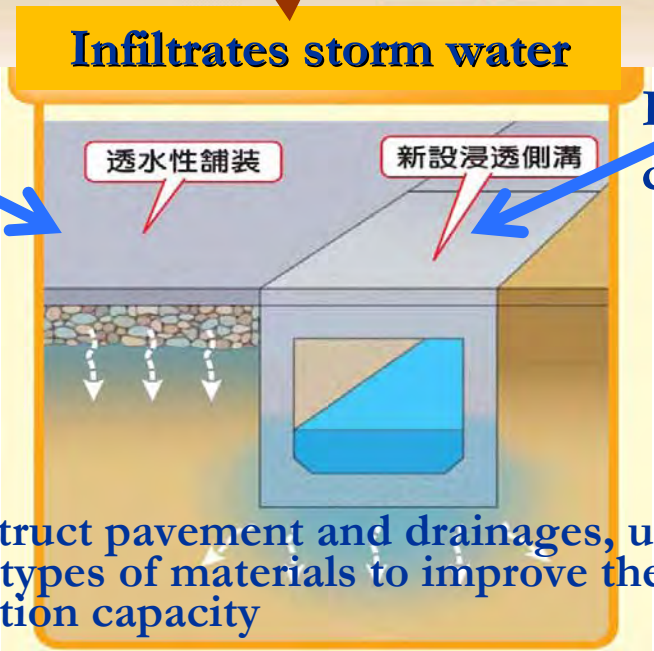 Infiltrates storm water
透水性舗装
新設浸透側溝
truct pavement and drainages, u
types of materials to improve the
tion capacity